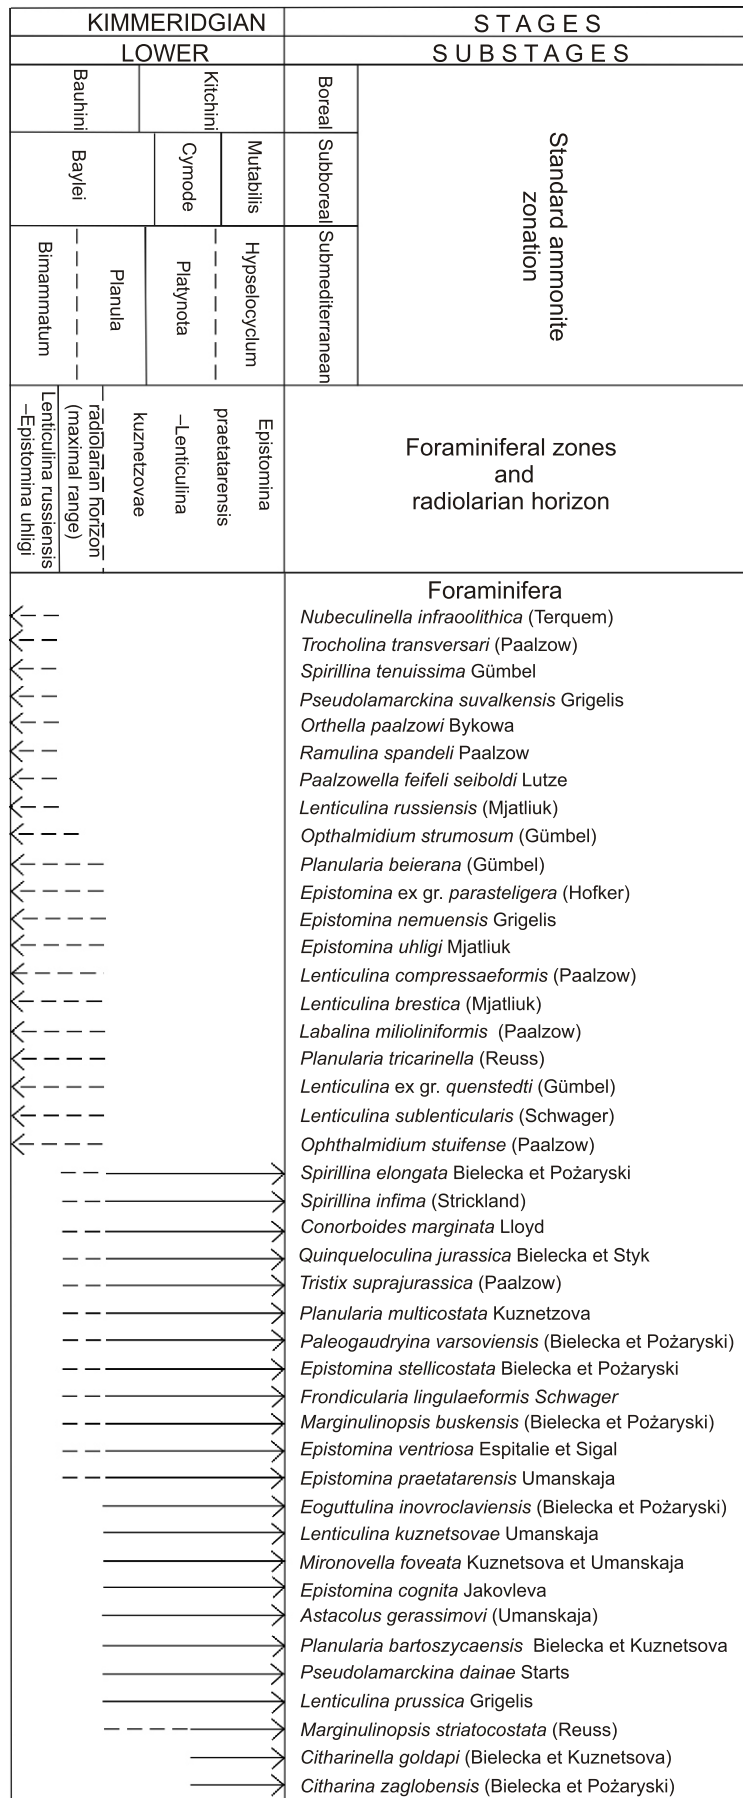 KIMMERIDGIAN
STAGES
LOWER
SUBSTAGES
Bauhini
Kitchini
Boreal
Standard ammonite
zonation
Baylei
Cymode
Mutabilis
Subboreal
Bimammatum
Planula
Platynota
Hypselocyclum
Submediterranean
Lenticulina russiensis
–Epistomina uhligi
radiolarian horizon
(maximal range)
Epistomina
praetatarensis
–Lenticulina
kuznetzovae
Foraminiferal zones
and
radiolarian horizon
Foraminifera
Nubeculinella infraoolithica (Terquem)
Trocholina transversari (Paalzow)
Spirillina tenuissima Gümbel
Pseudolamarckina suvalkensis Grigelis
Orthella paalzowi Bykowa
Ramulina spandeli Paalzow
Paalzowella feifeli seiboldi Lutze
Lenticulina russiensis (Mjatliuk)
Opthalmidium strumosum (Gümbel)
Planularia beierana (Gümbel)
Epistomina ex gr. parasteligera (Hofker)
Epistomina nemuensis Grigelis
Epistomina uhligi Mjatliuk
Lenticulina compressaeformis (Paalzow)
Lenticulina brestica (Mjatliuk)
Labalina milioliniformis (Paalzow)
Planularia tricarinella (Reuss)
Lenticulina ex gr. quenstedti (Gümbel)
Lenticulina sublenticularis (Schwager)
Ophthalmidium stuifense (Paalzow)
Spirillina elongata Bielecka et Pożaryski
Spirillina infima (Strickland)
Conorboides marginata Lloyd
Quinqueloculina jurassica Bielecka et Styk
Tristix suprajurassica (Paalzow)
Planularia multicostata Kuznetzova
Paleogaudryina varsoviensis (Bielecka et Pożaryski)
Epistomina stellicostata Bielecka et Pożaryski
Frondicularia lingulaeformis Schwager
Marginulinopsis buskensis (Bielecka et Pożaryski)
Epistomina ventriosa Espitalie et Sigal
Epistomina praetatarensis Umanskaja
Eoguttulina inovroclaviensis (Bielecka et Pożaryski)
Lenticulina kuznetsovae Umanskaja
Mironovella foveata Kuznetsova et Umanskaja
Epistomina cognita Jakovleva
Astacolus gerassimovi (Umanskaja)
Planularia bartoszycaensis Bielecka et Kuznetsova
Pseudolamarckina dainae Starts
Lenticulina prussica Grigelis
Marginulinopsis striatocostata (Reuss)
Citharinella goldapi (Bielecka et Kuznetsova)
Citharina zaglobensis (Bielecka et Pożaryski)